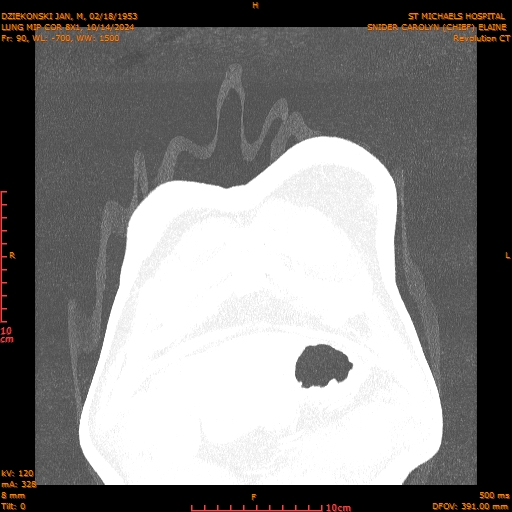 H
DZIEKONSKI JAN, M, 02/18/1953
ST MICHAELS HOSPITAL
LUNG MIP COR 8X1, 10/14/2024
SNIDER CAROLYN (CHIEF) ELAINE
Fr: 90, WL: -700, WW: 1500
Revolution CT
R
L
10
cm
kV: 120
mA: 328
8 mm
Tilt: 0
F
10cm
500 ms
DFOV: 391.00 mm